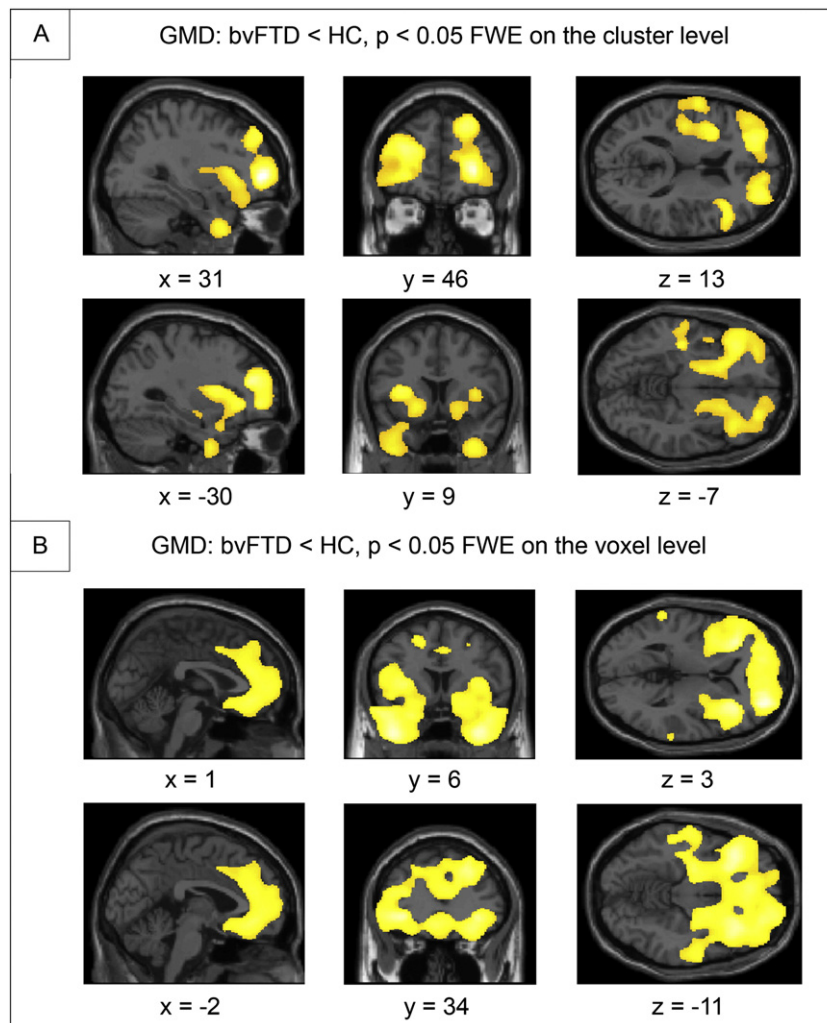 A
GMD: bvFTD < HC, p < 0.05 FWE on the cluster level
x = 31
y = 46
z = 13
x = -30
y = 9
z = -7
B
GMD: bvFTD < HC, p < 0.05 FWE on the voxel level
x = 1
y = 6
z = 3
x = -2
y = 34
z = -11